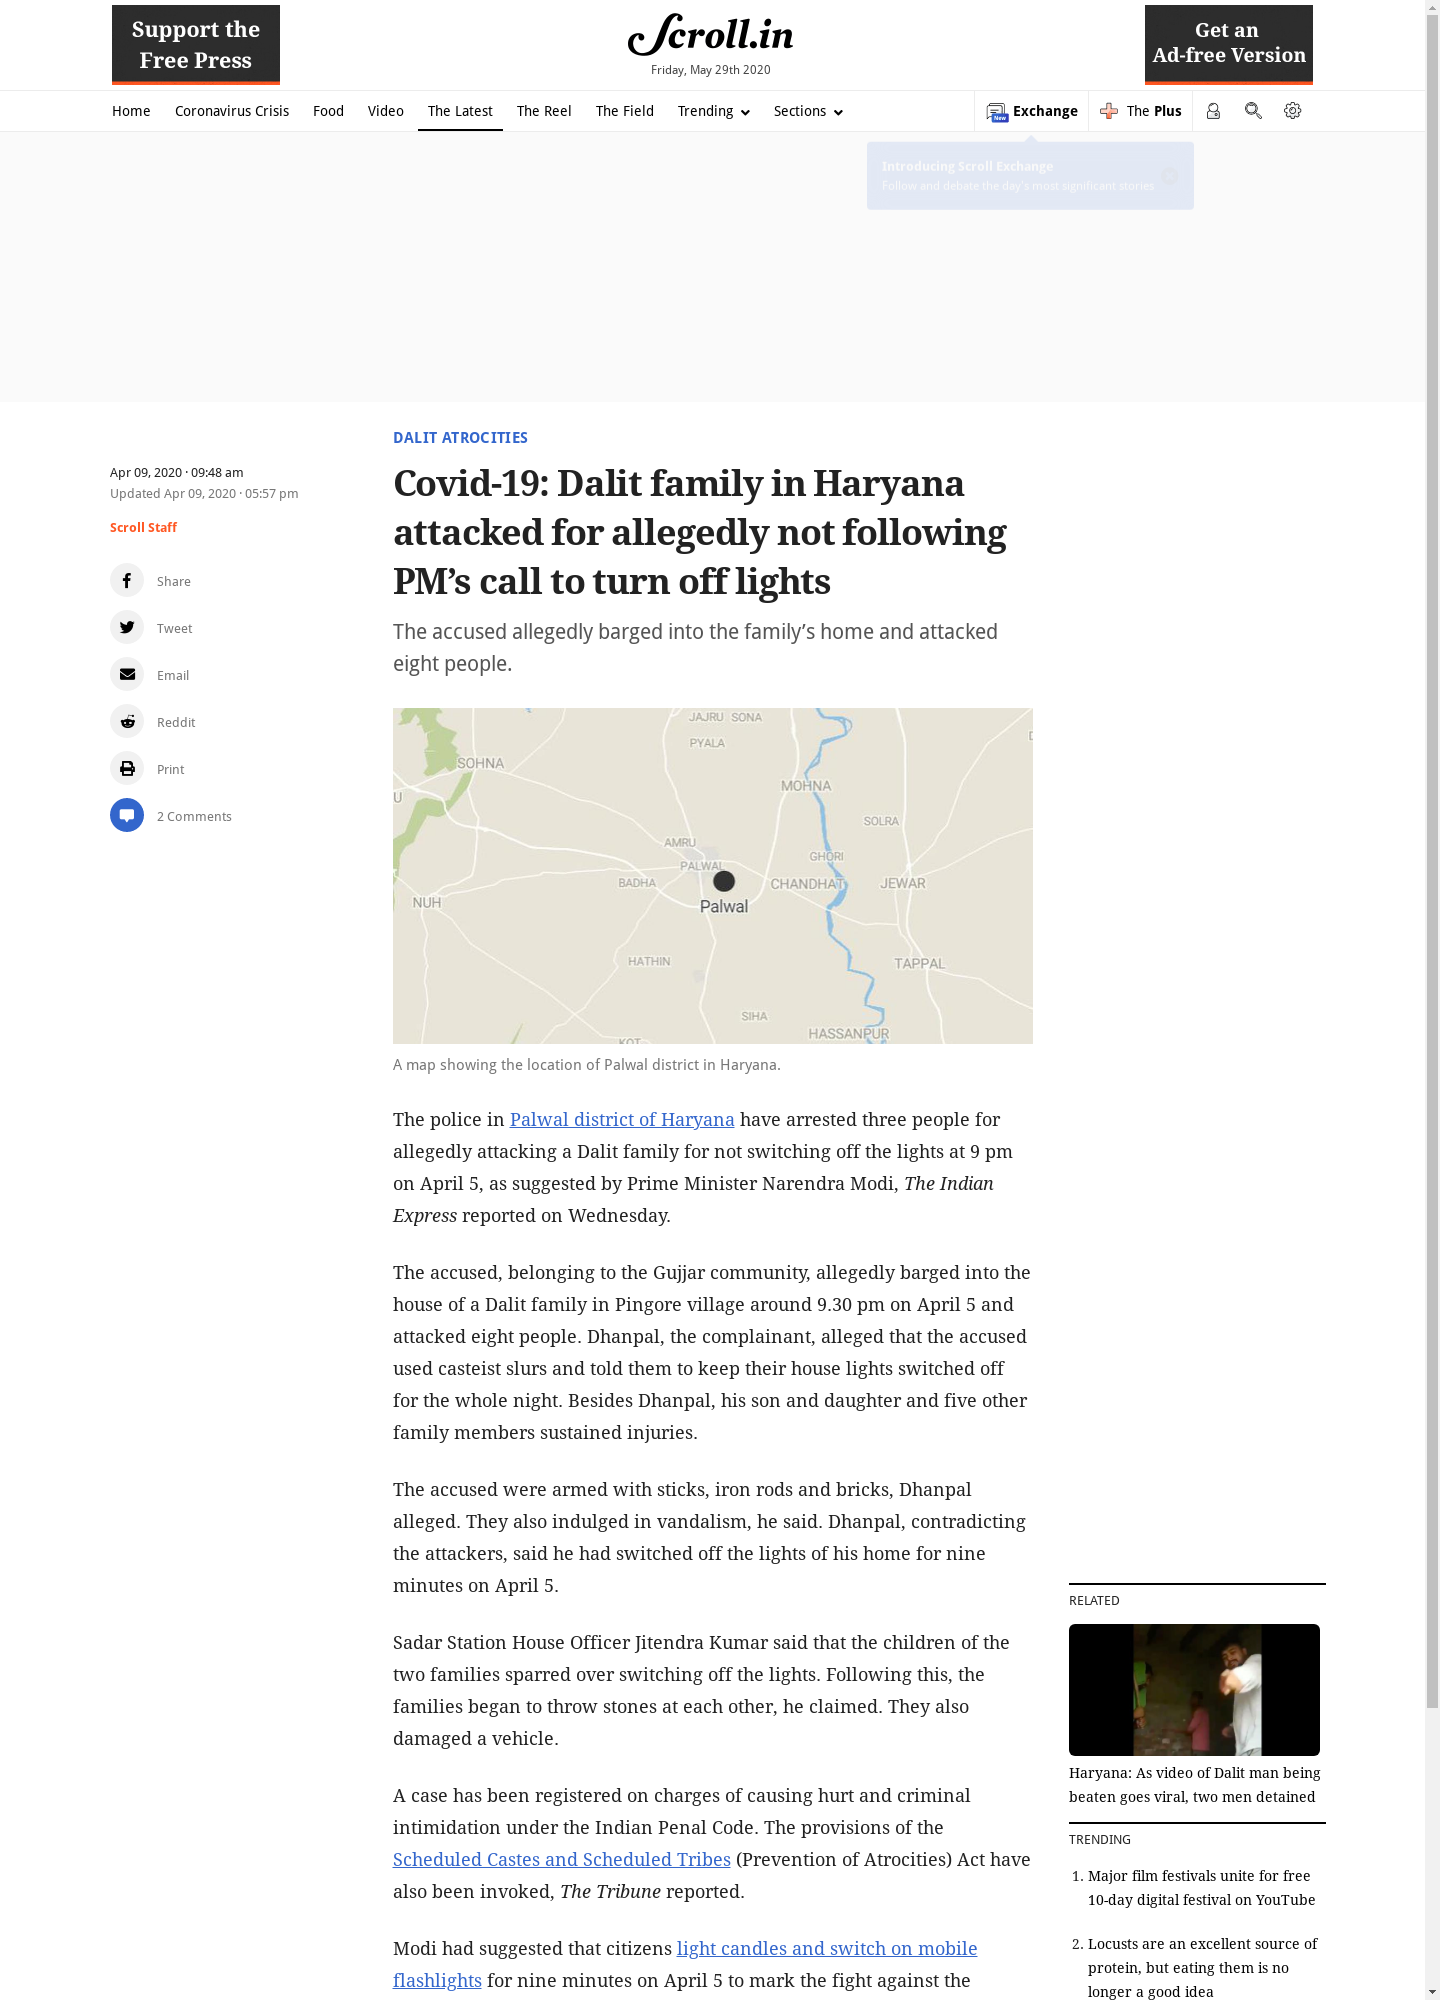 Support the
Free Press
Scroll.in
Friday, May 29th 2020
Get an
Ad-free Version
Home Coronavirus Crisis Food Video The Latest The Reel The Field Trending Sections
New Exchange The Plus
Introducing Scroll Exchange
Follow and debate the day's most significant stories
DALIT ATROCITIES
Covid-19: Dalit family in Haryana
attacked for allegedly not following
PM’s call to turn off lights
The accused allegedly barged into the family’s home and attacked
eight people.
Apr 09, 2020 · 09:48 am
Updated Apr 09, 2020 · 05:57 pm
Scroll Staff
Share
Tweet
Email
Reddit
Print
2 Comments
JAJRU SONA
PYALA
SOHNA
MOHNA
U
SOLRA
AMRU
GHORI
PALWAL
BADHA
CHANDHAT
JEWAR
NUH
Palwal
HATHIN
TAPPAL
SIHA
HASSANPUR
KOT
A map showing the location of Palwal district in Haryana.
The police in Palwal district of Haryana have arrested three people for
allegedly attacking a Dalit family for not switching off the lights at 9 pm
on April 5, as suggested by Prime Minister Narendra Modi, The Indian
Express reported on Wednesday.
The accused, belonging to the Gujjar community, allegedly barged into the
house of a Dalit family in Pingore village around 9.30 pm on April 5 and
attacked eight people. Dhanpal, the complainant, alleged that the accused
used casteist slurs and told them to keep their house lights switched off
for the whole night. Besides Dhanpal, his son and daughter and five other
family members sustained injuries.
The accused were armed with sticks, iron rods and bricks, Dhanpal
alleged. They also indulged in vandalism, he said. Dhanpal, contradicting
the attackers, said he had switched off the lights of his home for nine
minutes on April 5.
Sadar Station House Officer Jitendra Kumar said that the children of the
two families sparred over switching off the lights. Following this, the
families began to throw stones at each other, he claimed. They also
damaged a vehicle.
A case has been registered on charges of causing hurt and criminal
intimidation under the Indian Penal Code. The provisions of the
Scheduled Castes and Scheduled Tribes (Prevention of Atrocities) Act have
also been invoked, The Tribune reported.
Modi had suggested that citizens light candles and switch on mobile
flashlights for nine minutes on April 5 to mark the fight against the
RELATED
Haryana: As video of Dalit man being
beaten goes viral, two men detained
TRENDING
1. Major film festivals unite for free
10-day digital festival on YouTube
2. Locusts are an excellent source of
protein, but eating them is no
longer a good idea